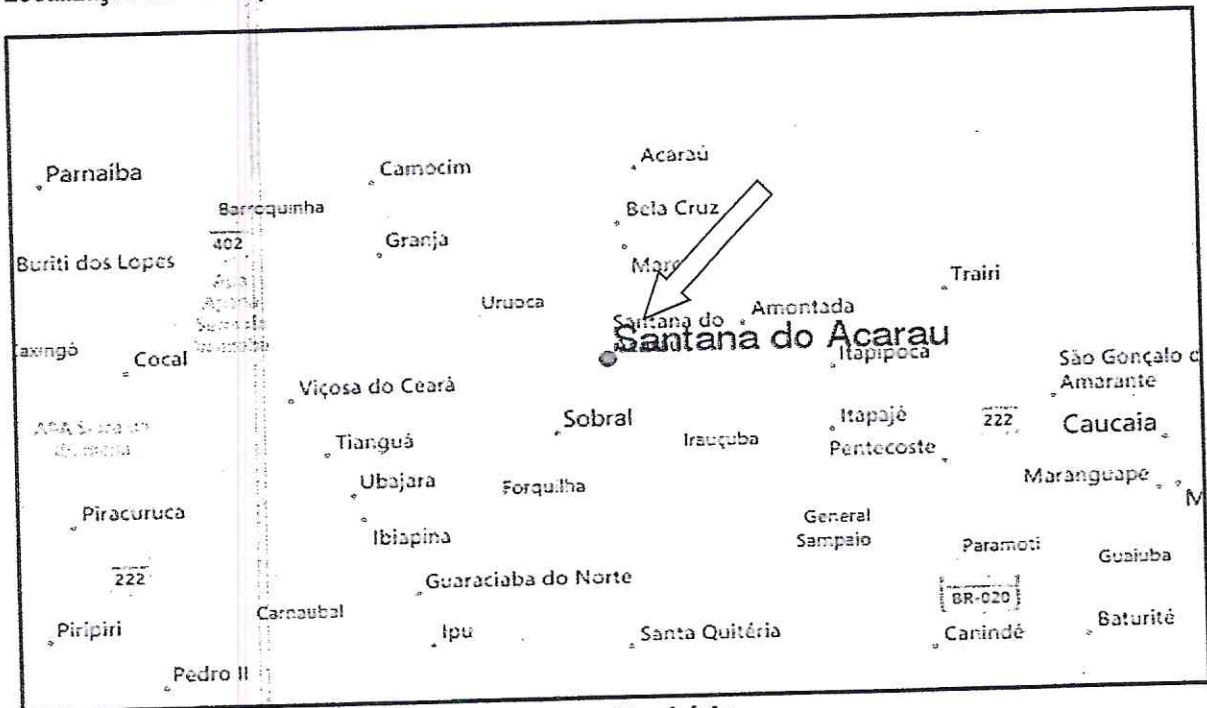 Parnaíba
Camocim
Acaraú
Barroquinha
Bela Cruz
402
Granja
Buriti dos Lopes
Trairi
Uruoca
Amontada
Santana do
Santana do Acarau
Itapipoca
Cocal
São Gonçalo
Amarante
Viçosa do Ceará
Sobral
Itapajé
222
Caucaia
Irauçuba
Tianguá
Pentecoste
Maranguape
M
Ubajara
Forquilha
Piracuruca
General
Sampaio
Ibiapina
Paramoti
Guaiuba
222
Guaraciaba do Norte
BR-020
Carnaubal
Baturité
Piripiri
Ipu
Santa Quitéria
Canindé
Pedro II